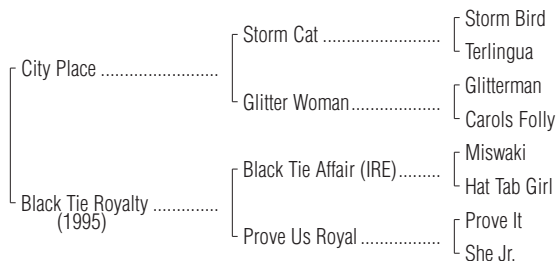 Storm Bird
Storm Cat ........................
Terlingua
City Place ........................
Glitterman
Glitter Woman..................
Carols Folly
Miswaki
Black Tie Affair (IRE).........
Hat Tab Girl
Black Tie Royalty .............
(1995)
Prove It
Prove Us Royal ................
She Jr.